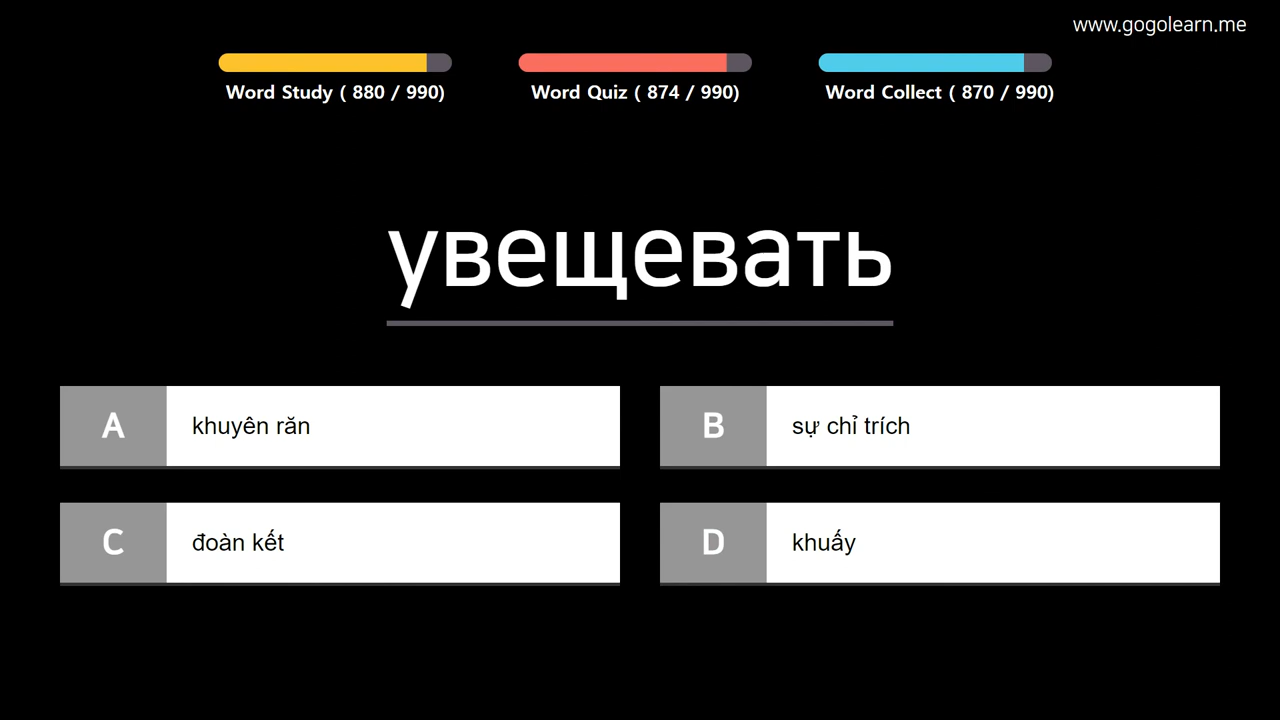 www.gogolearn.me
Word Study ( 880 / 990)
Word Quiz ( 874 / 990)
Word Collect ( 870 / 990)
увещевать
A khuyên răn
B sự chỉ trích
C đoàn kết
D khuấy